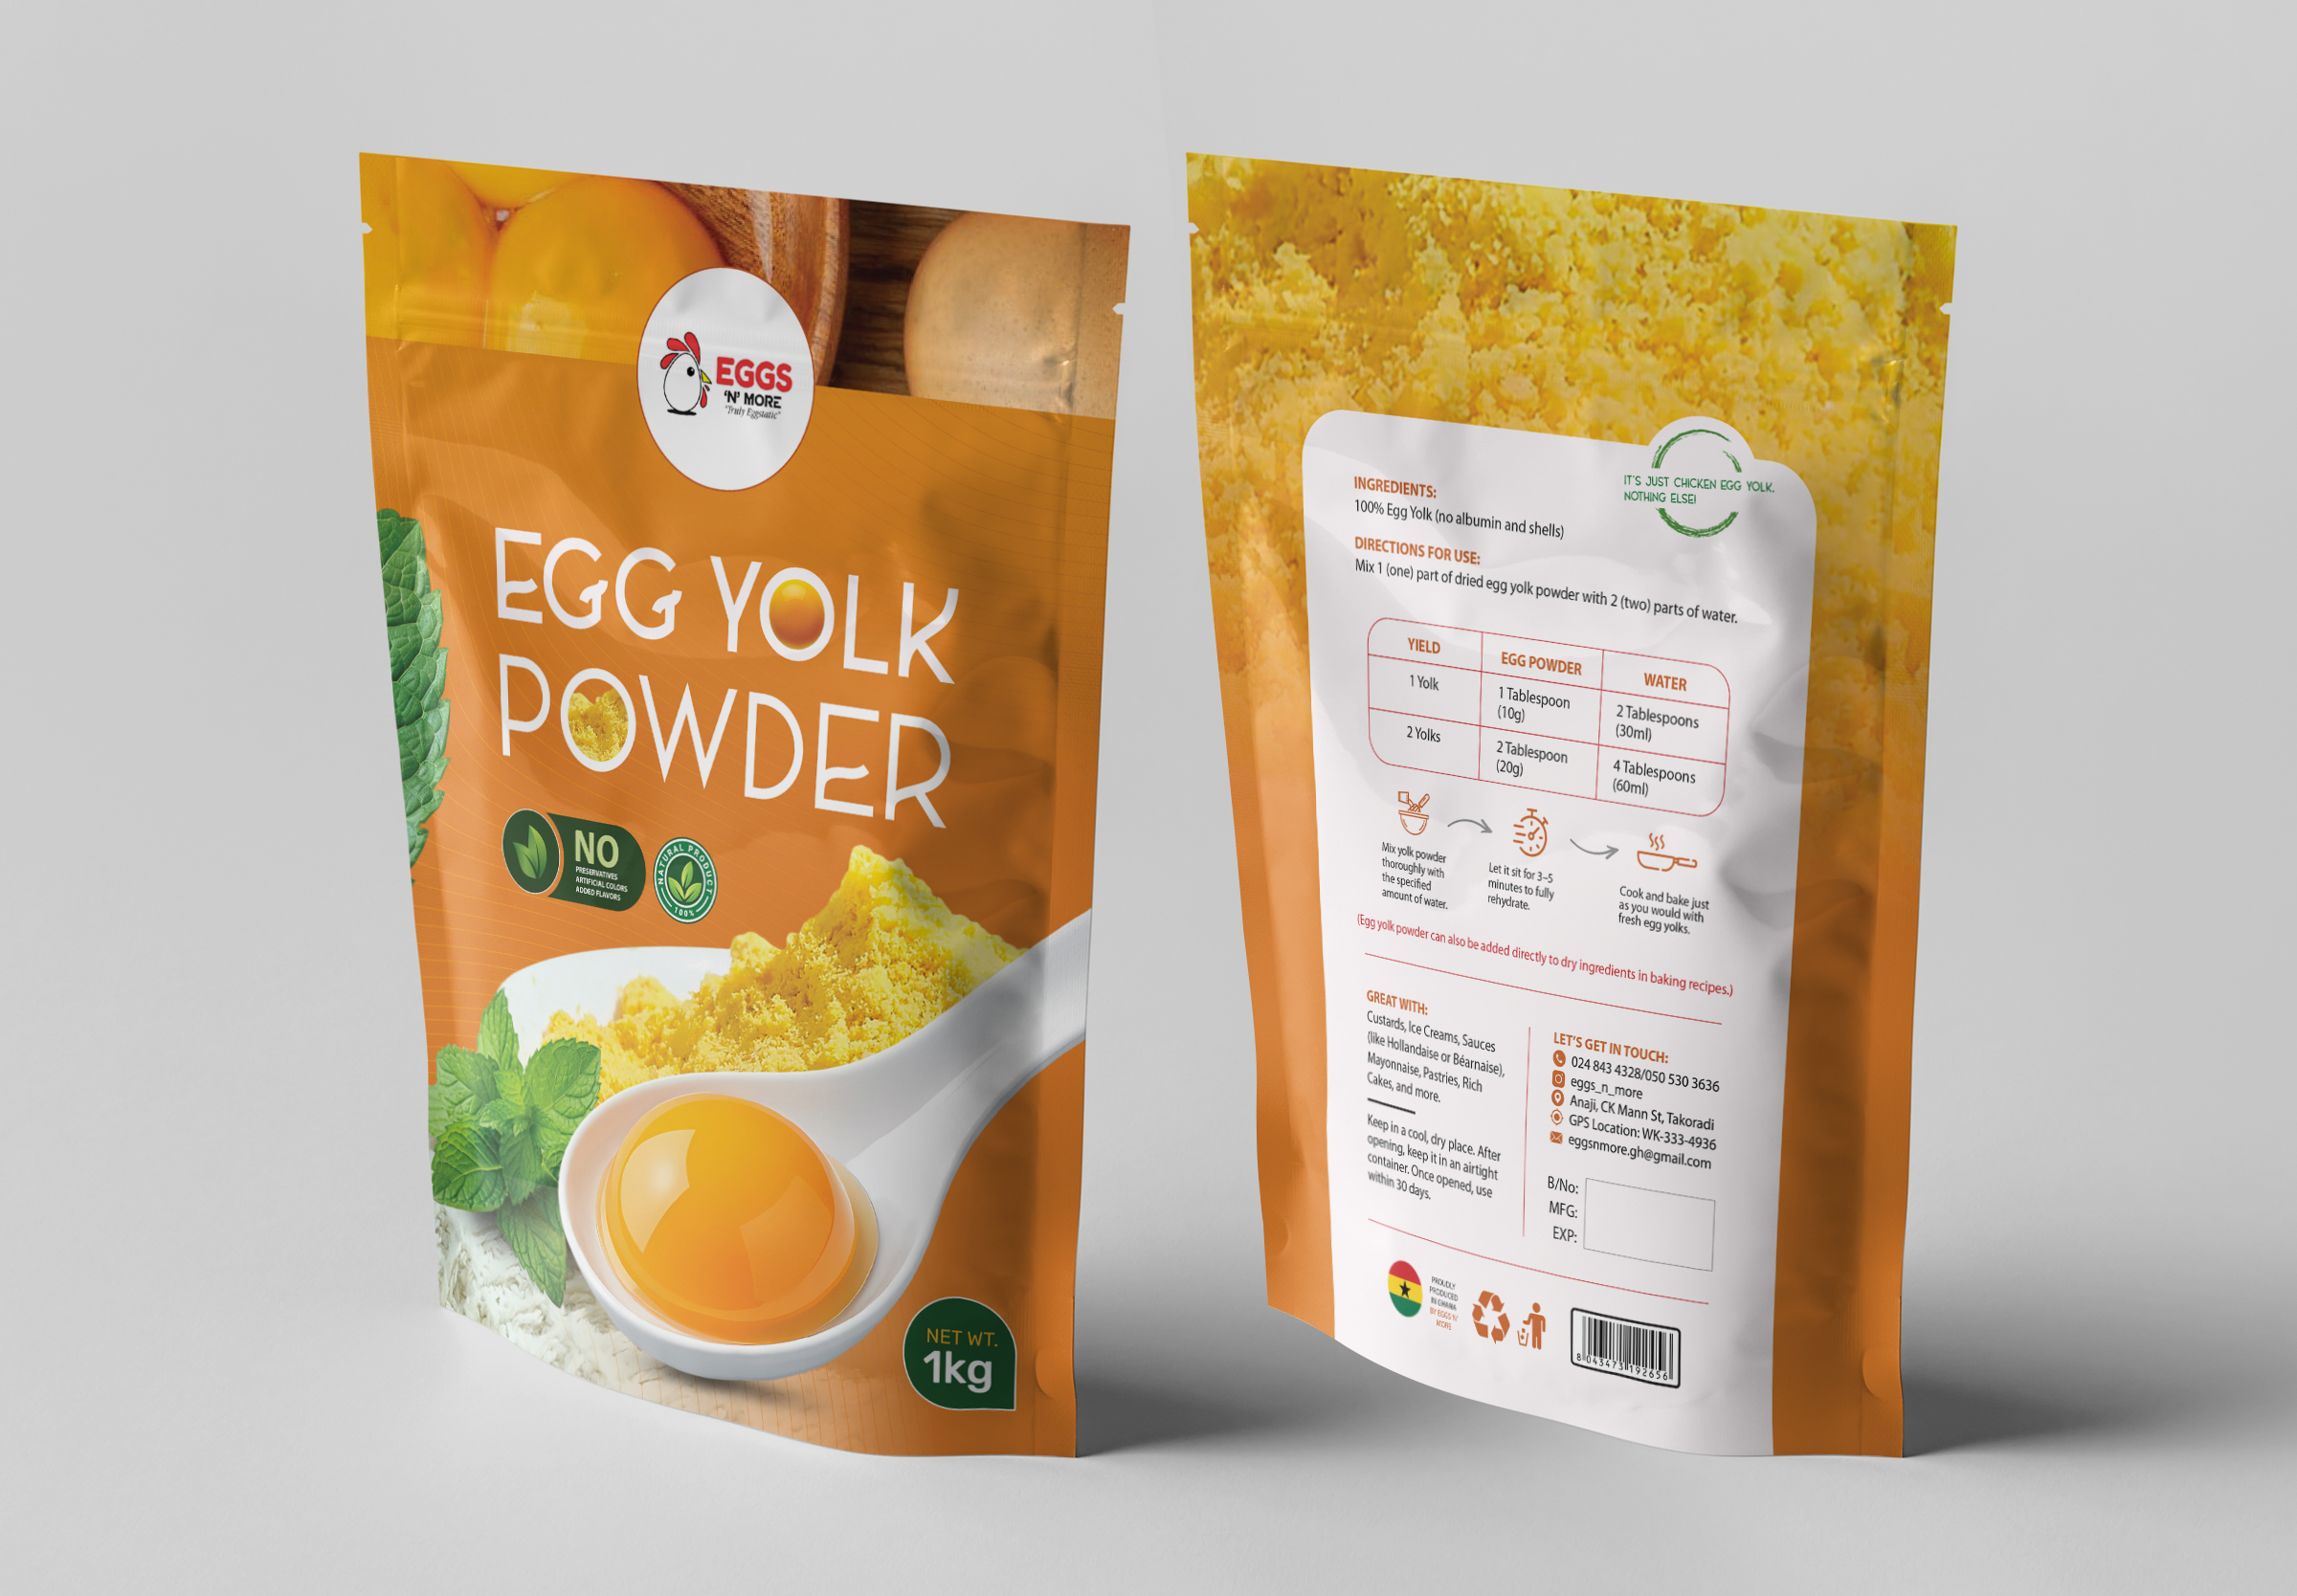 EGGS
'N' MORE
"Truly Eggstatic"
EGG YOLK
POWDER
NO
PRESERVATIVES
ARTIFICIAL COLORS
ADDED FLAVORS
NATURAL PRODUCT
100%
NET WT.
1kg
IT'S JUST CHICKEN EGG YOLK.
NOTHING ELSE!
INGREDIENTS:
100% Egg Yolk (no albumin and shells)
DIRECTIONS FOR USE:
Mix 1 (one) part of dried egg yolk powder with 2 (two) parts of water.
YIELD EGG POWDER WATER
1 Yolk 1 Tablespoon 2 Tablespoons
(10g) (30ml)
2 Yolks 2 Tablespoon 4 Tablespoons
(20g) (60ml)
Mix yolk powder
thoroughly with
the specified
amount of water.
Let it sit for 3–5
minutes to fully
rehydrate.
Cook and bake just
as you would with
fresh egg yolks.
(Egg yolk powder can also be added directly to dry ingredients in baking recipes.)
GREAT WITH:
Custards, Ice Creams, Sauces
(like Hollandaise or Béarnaise),
Mayonnaise, Pastries, Rich
Cakes, and more.
Keep in a cool, dry place. After
opening, keep it in an airtight
container. Once opened, use
within 30 days.
LET'S GET IN TOUCH:
024 843 4328/050 530 3636
eggs_n_more
Anaji, CK Mann St, Takoradi
GPS Location: WK-333-4936
eggsnmore.gh@gmail.com
B/No:
MFG:
EXP:
PROUDLY
PRODUCED
IN GHANA
BY EGGS 'N'
MORE
8 043473 192656